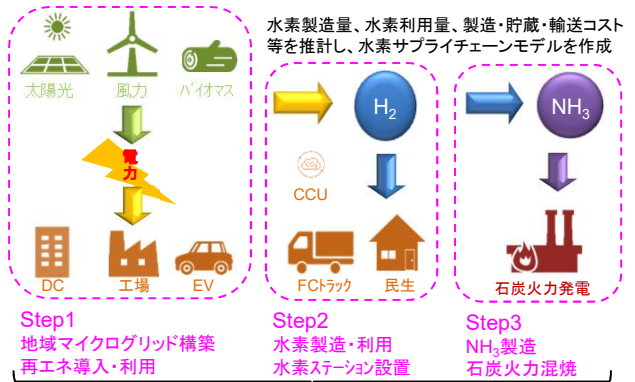 水素製造量、水素利用量、製造・貯蔵・輸送コスト
等を推計し、水素サプライチェーンモデルを作成
太陽光
風力
バイオマス
電力
DC
工場
EV
H₂
CCU
FCトラック
民生
NH₃
石炭火力発電
Step1
地域マイクログリッド構築
再エネ導入・利用
Step2
水素製造・利用
水素ステーション設置
Step3
NH₃製造
石炭火力混焼